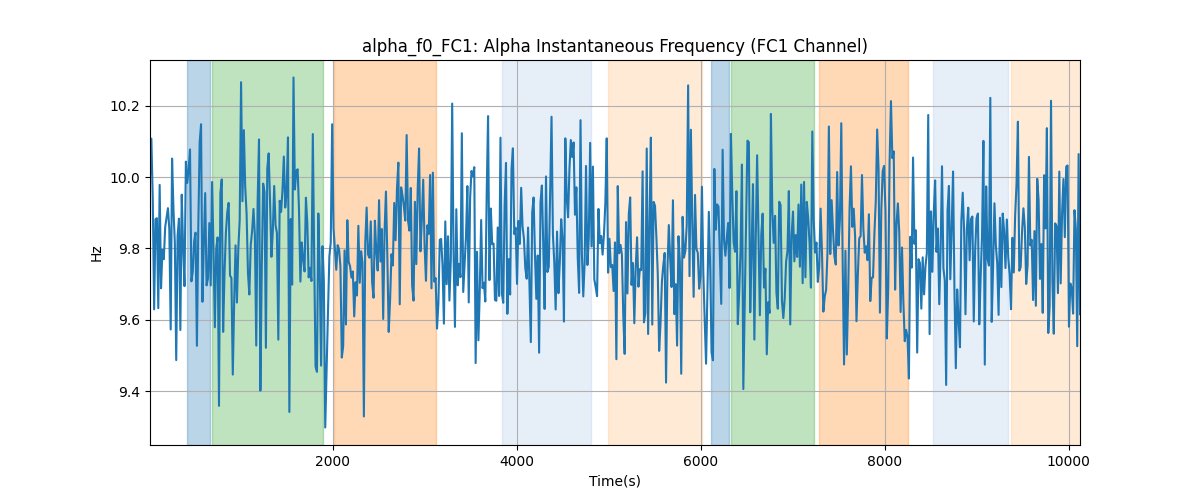 alpha_f0_FC1: Alpha Instantaneous Frequency (FC1 Channel)
10.2
10.0
9.8
9.6
9.4
Hz
2000 4000 6000 8000 10000
Time(s)